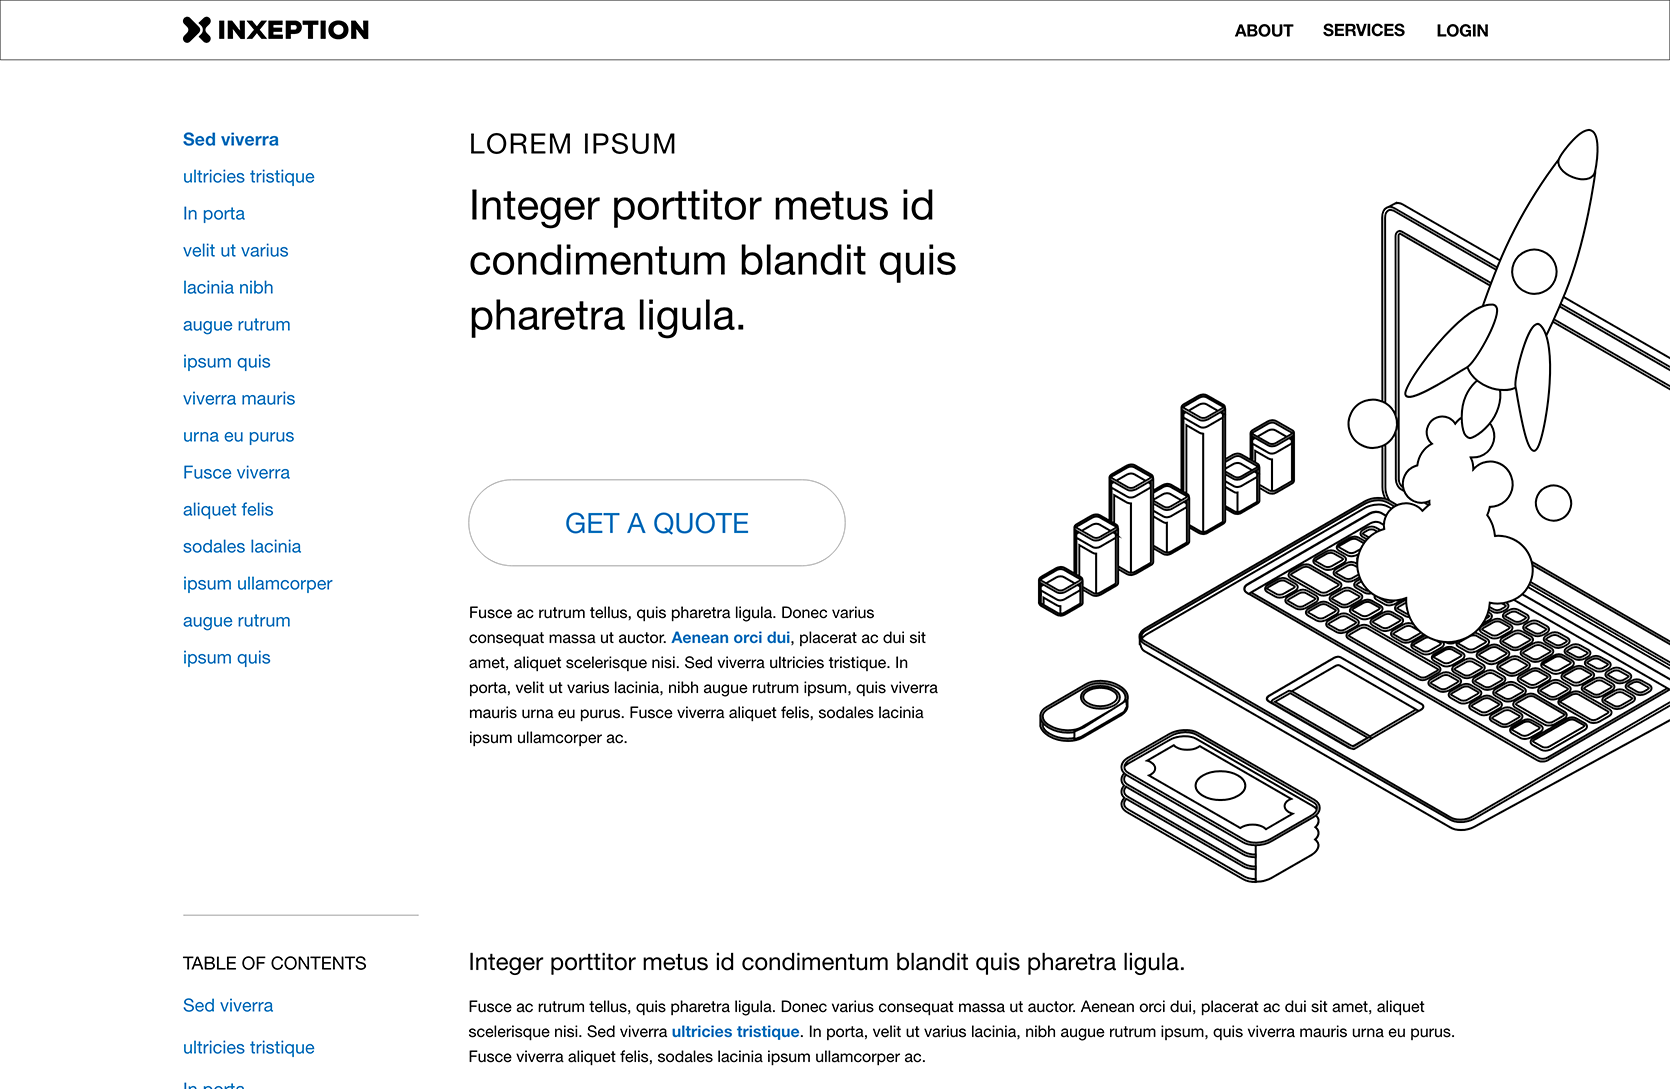 INXEPTION
ABOUT SERVICES LOGIN
Sed viverra
ultricies tristique
In porta
velit ut varius
lacinia nibh
augue rutrum
ipsum quis
viverra mauris
urna eu purus
Fusce viverra
aliquet felis
sodales lacinia
ipsum ullamcorper
augue rutrum
ipsum quis
LOREM IPSUM
Integer porttitor metus id
condimentum blandit quis
pharetra ligula.
GET A QUOTE
Fusce ac rutrum tellus, quis pharetra ligula. Donec varius
consequat massa ut auctor. Aenean orci dui, placerat ac dui sit
amet, aliquet scelerisque nisi. Sed viverra ultricies tristique. In
porta, velit ut varius lacinia, nibh augue rutrum ipsum, quis viverra
mauris urna eu purus. Fusce viverra aliquet felis, sodales lacinia
ipsum ullamcorper ac.
TABLE OF CONTENTS
Sed viverra
ultricies tristique
In porta
Integer porttitor metus id condimentum blandit quis pharetra ligula.
Fusce ac rutrum tellus, quis pharetra ligula. Donec varius consequat massa ut auctor. Aenean orci dui, placerat ac dui sit amet, aliquet
scelerisque nisi. Sed viverra ultricies tristique. In porta, velit ut varius lacinia, nibh augue rutrum ipsum, quis viverra mauris urna eu purus.
Fusce viverra aliquet felis, sodales lacinia ipsum ullamcorper ac.